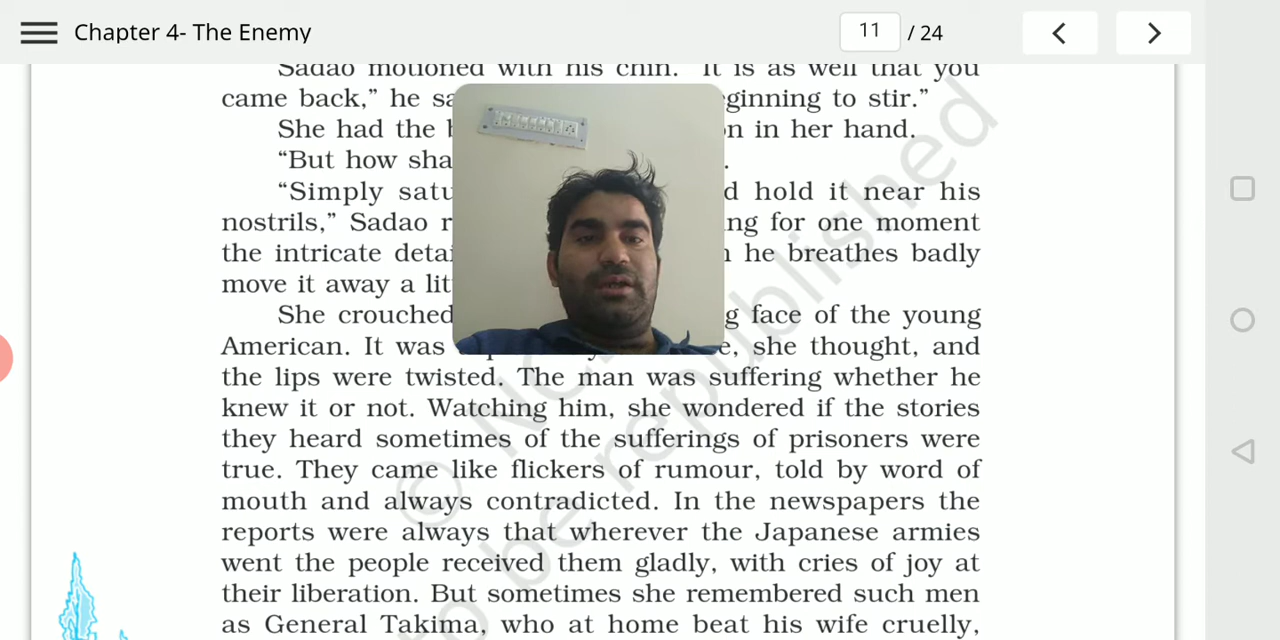 Chapter 4- The Enemy
11 / 24
Sadao motioned with his chin. "It is as well that you
came back," he eginning to stir."
She had the in her hand.
"But how
"Simply hold it near his
nostrils," Sadao for one moment
the intricate he breathes badly
move it away a
She crouched face of the young
American. It was she thought, and
the lips were twisted. The man was suffering whether he
knew it or not. Watching him, she wondered if the stories
they heard sometimes of the sufferings of prisoners were
true. They came like flickers of rumour, told by word of
mouth and always contradicted. In the newspapers the
reports were always that wherever the Japanese armies
went the people received them gladly, with cries of joy at
their liberation. But sometimes she remembered such men
as General Takima, who at home beat his wife cruelly,
© NC
to be republished